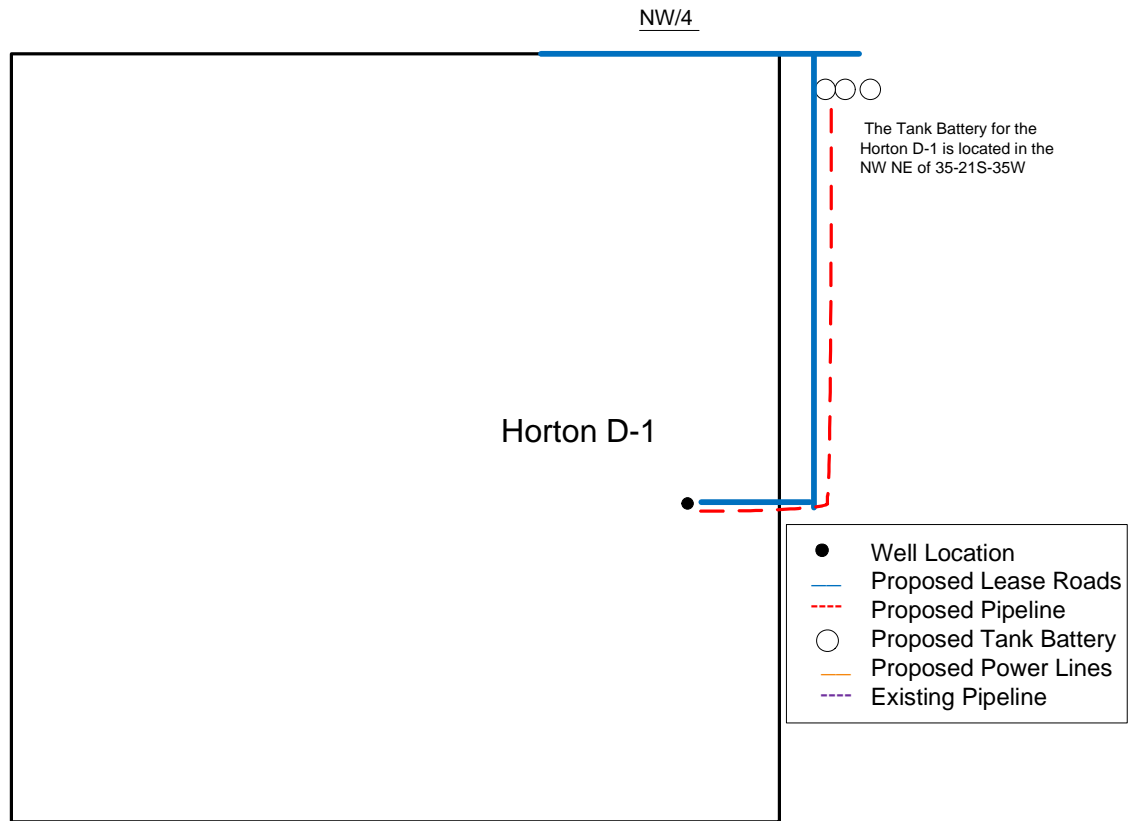 NW/4
The Tank Battery for the
Horton D-1 is located in the
NW NE of 35-21S-35W
Horton D-1
Well Location
Proposed Lease Roads
Proposed Pipeline
Proposed Tank Battery
Proposed Power Lines
Existing Pipeline